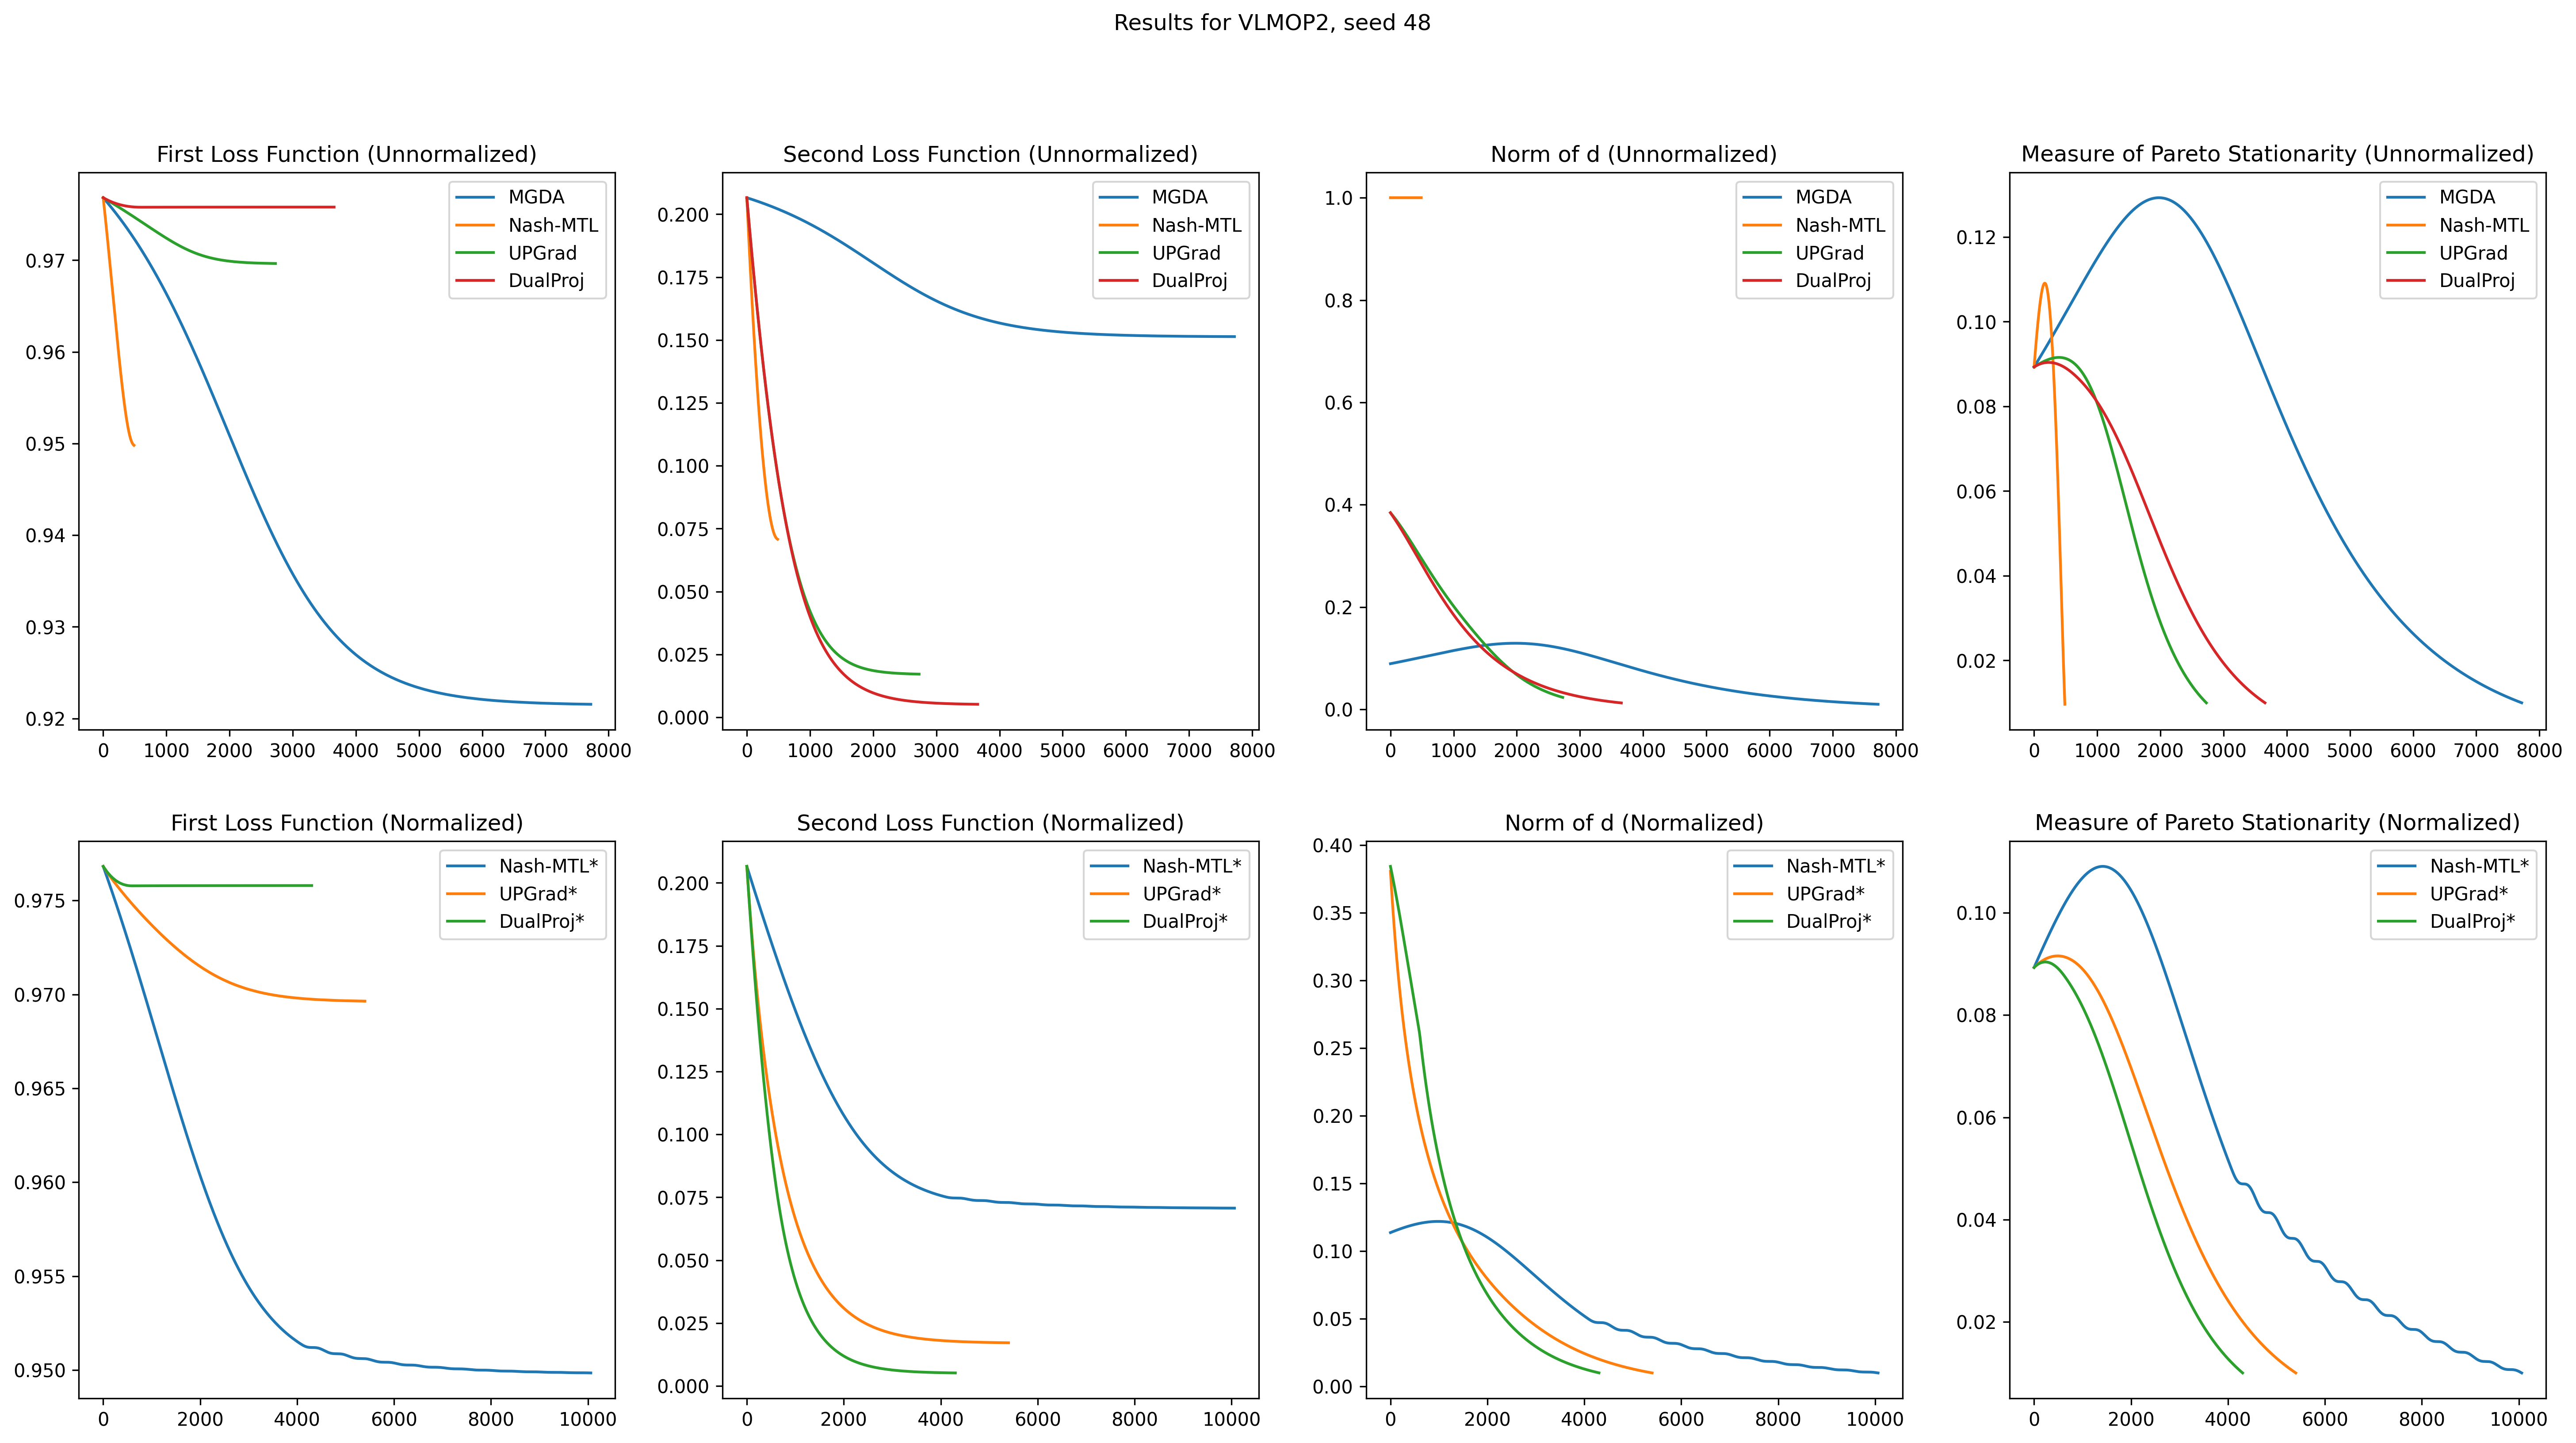 Results for VLMOP2, seed 48
First Loss Function (Unnormalized)
MGDA
Nash-MTL
UPGrad
DualProj
0.97
0.96
0.95
0.94
0.93
0.92
0 1000 2000 3000 4000 5000 6000 7000 8000
Second Loss Function (Unnormalized)
MGDA
Nash-MTL
UPGrad
DualProj
0.200
0.175
0.150
0.125
0.100
0.075
0.050
0.025
0.000
0 1000 2000 3000 4000 5000 6000 7000 8000
Norm of d (Unnormalized)
MGDA
Nash-MTL
UPGrad
DualProj
1.0
0.8
0.6
0.4
0.2
0.0
0 1000 2000 3000 4000 5000 6000 7000 8000
Measure of Pareto Stationarity (Unnormalized)
MGDA
Nash-MTL
UPGrad
DualProj
0.12
0.10
0.08
0.06
0.04
0.02
0 1000 2000 3000 4000 5000 6000 7000 8000
First Loss Function (Normalized)
Nash-MTL*
UPGrad*
DualProj*
0.975
0.970
0.965
0.960
0.955
0.950
0 2000 4000 6000 8000 10000
Second Loss Function (Normalized)
Nash-MTL*
UPGrad*
DualProj*
0.200
0.175
0.150
0.125
0.100
0.075
0.050
0.025
0.000
0 2000 4000 6000 8000 10000
Norm of d (Normalized)
Nash-MTL*
UPGrad*
DualProj*
0.40
0.35
0.30
0.25
0.20
0.15
0.10
0.05
0.00
0 2000 4000 6000 8000 10000
Measure of Pareto Stationarity (Normalized)
Nash-MTL*
UPGrad*
DualProj*
0.10
0.08
0.06
0.04
0.02
0 2000 4000 6000 8000 10000